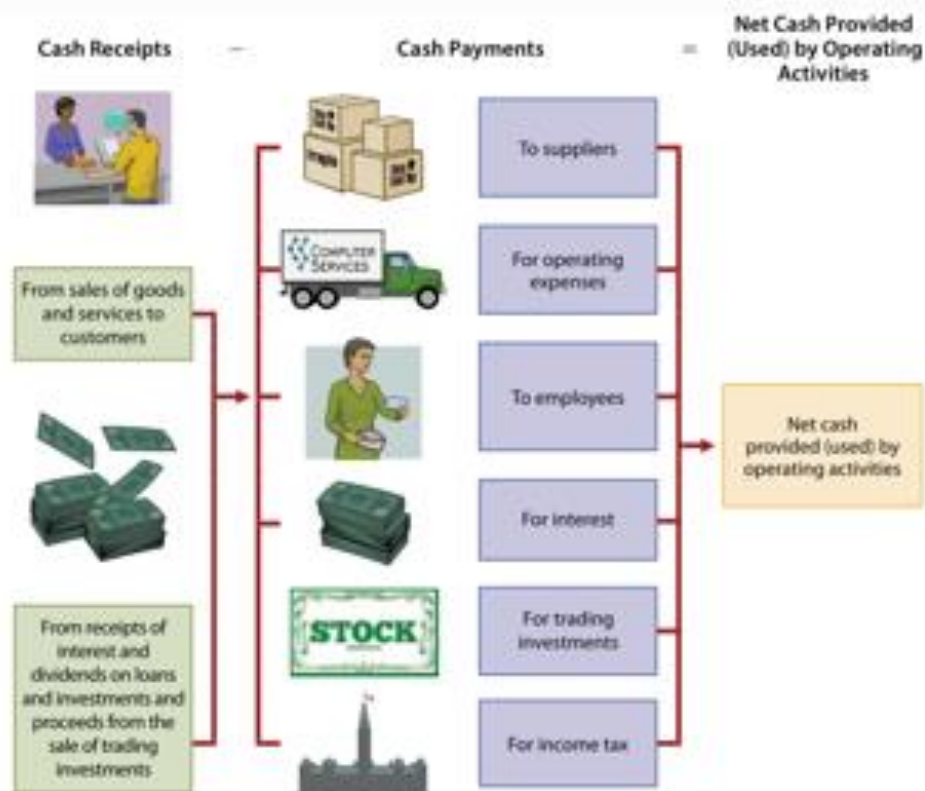 Cash Receipts
–
Cash Payments
=
Net Cash Provided
(Used) by Operating
Activities
From sales of goods
and services to
customers
From receipts of
interest and
dividends on loans
and investments and
proceeds from the
sale of trading
investments
COMPUTER
SERVICES
STOCK
To suppliers
For operating
expenses
To employees
For interest
For trading
investments
For income tax
Net cash
provided (used) by
operating activities